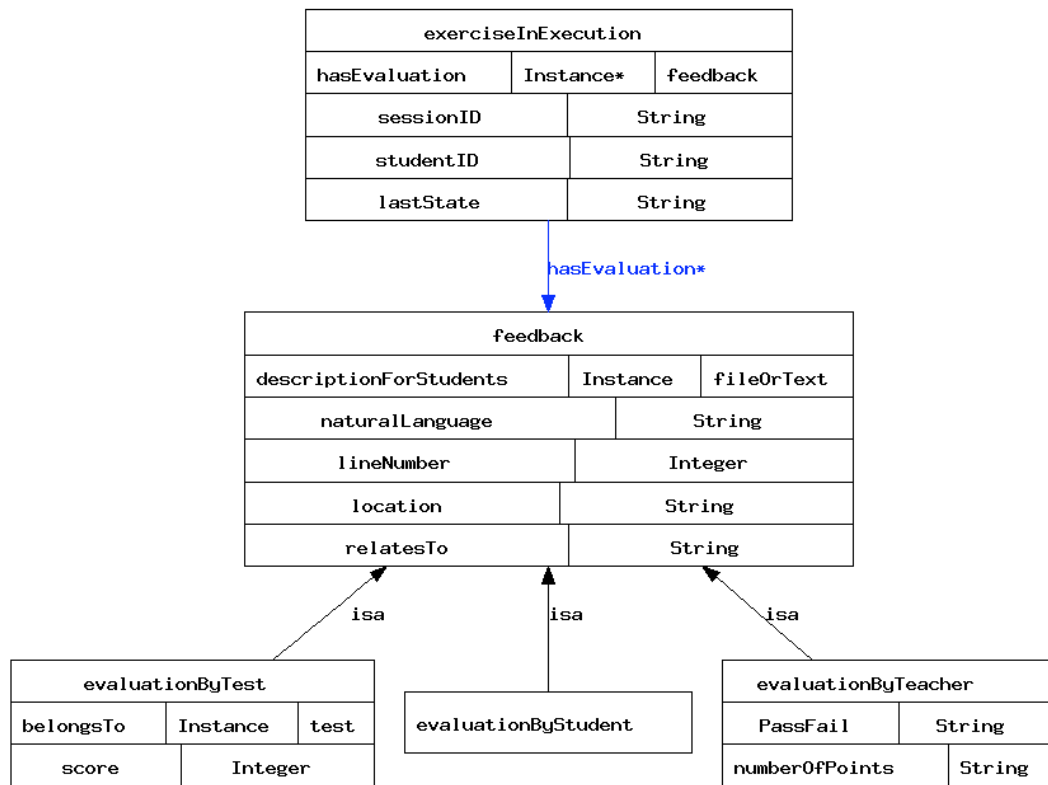 exerciseInExecution
hasEvaluation Instance* feedback
sessionID String
studentID String
lastState String
hasEvaluation*
feedback
descriptionForStudents Instance fileOrText
naturalLanguage String
lineNumber Integer
location String
relatesTo String
isa isa isa
evaluationByTest
belongsTo Instance test
score Integer
evaluationByStudent
evaluationByTeacher
PassFail String
numberOfPoints String